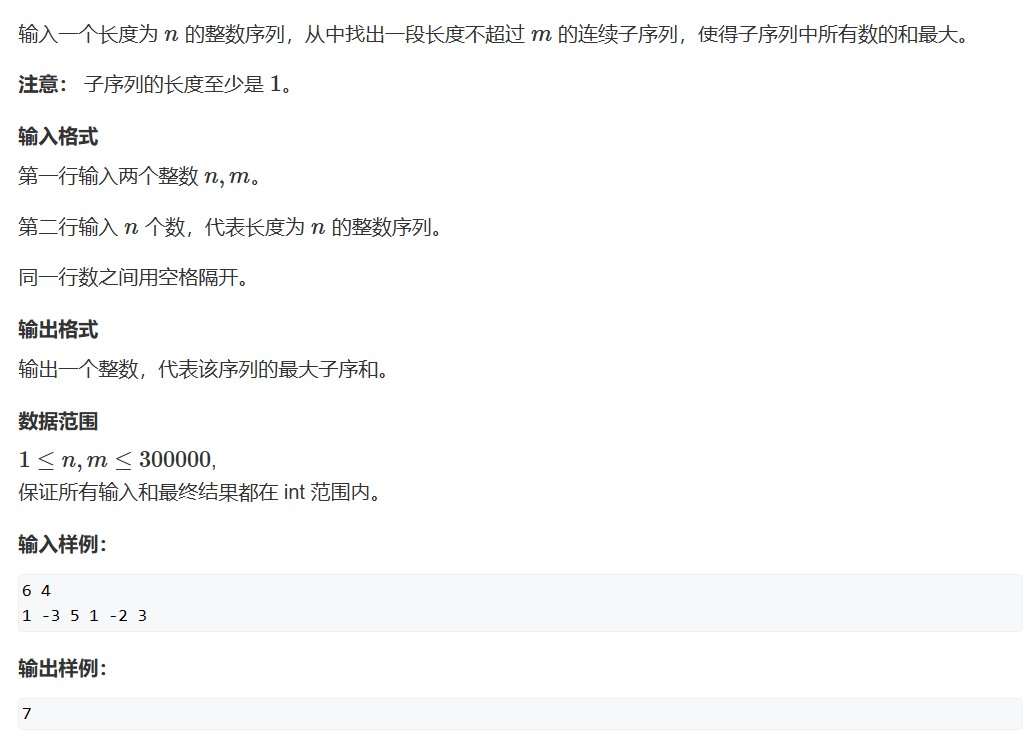 输入一个长度为 n 的整数序列，从中找出一段长度不超过 m 的连续子序列，使得子序列中所有数的和最大。
注意： 子序列的长度至少是 1。
输入格式
第一行输入两个整数 n, m。
第二行输入 n 个数，代表长度为 n 的整数序列。
同一行数之间用空格隔开。
输出格式
输出一个整数，代表该序列的最大子序和。
数据范围
1 ≤ n, m ≤ 300000,
保证所有输入和最终结果都在 int 范围内。
输入样例：
6 4
1 -3 5 1 -2 3
输出样例：
7